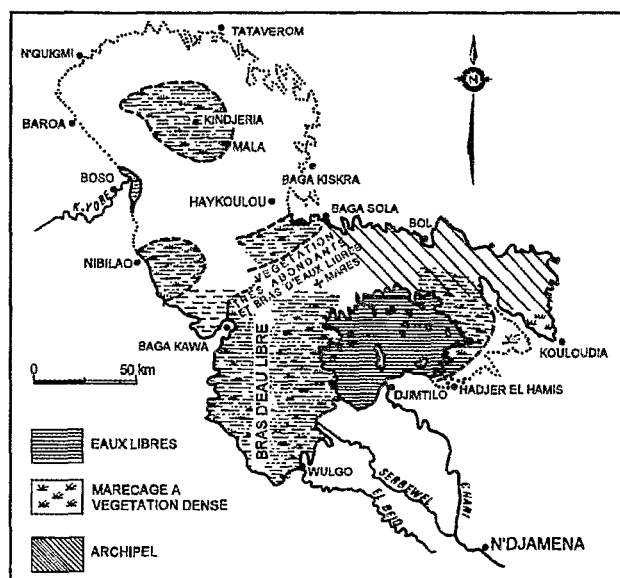 TATAVEROM
N'GUIGMI
BAROA
KINDJERIA
MALA
BOSO
K.YOBE
BAGA KISKRA
HAYKOULOU
BAGA SOLA
BOL
NIBILAO
VEGETATION
TRES ABONDANTE
ET BRAS D'EAUX LIBRES
+ MARES
BAGA KAWA
BRAS D'EAU LIBRE
KOULOUDIA
0
50 km
DJIMTILO
HADJER EL HAMIS
EAUX LIBRES
WULGO
SERBEWEL
CHARI
EL BEID
MARECAGE A
VEGETATION DENSE
N'DJAMENA
ARCHIPEL
N